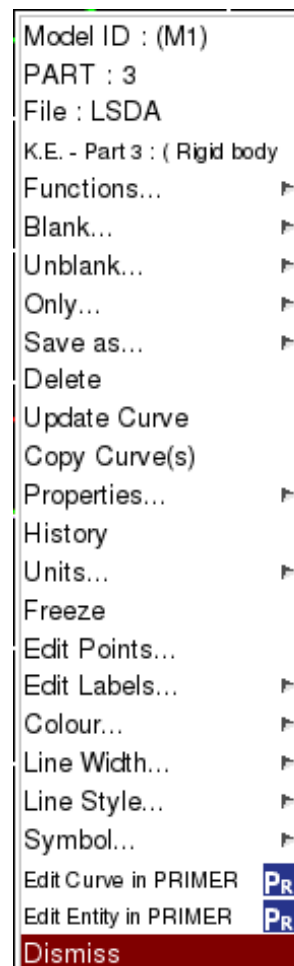 Model ID : (M1)
PART : 3
File : LSDA
K.E. - Part 3 : ( Rigid body
Functions...
Blank...
Unblank...
Only...
Save as...
Delete
Update Curve
Copy Curve(s)
Properties...
History
Units...
Freeze
Edit Points...
Edit Labels...
Colour...
Line Width...
Line Style...
Symbol...
Edit Curve in PRIMER PR
Edit Entity in PRIMER PR
Dismiss